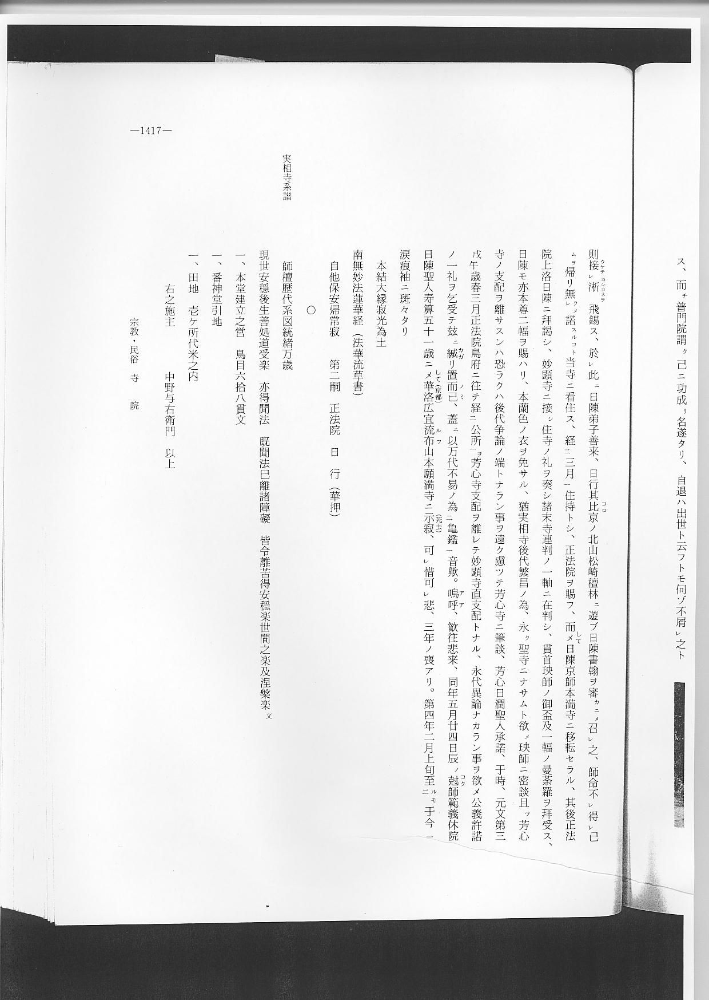 ス、而チ普門院謂ク己ニ功成リ名遂タリ、自退ハ出世ト云フトモ何ゾ不屑レ之ト
則接レ淅飛錫ス、於レ此ニ日陳弟子善来、日行其比京ノ北山松崎檀林ニ遊ブ日陳書翰ヲ審カニメ召レ之、師命不レ得レ已
ムヲ帰リ無レクメ諾スルコト当寺ニ看住ス、経ニ三月一住持トシ、正法院ヲ賜フ、而メ日陳京師本満寺ニ移転セラル、其後正法
院上洛日陳ニ拜謁シ、妙顕寺ニ接シ住寺ノ礼ヲ奏シ諸末寺連判ノ一軸ニ在判シ、貫首珱師ノ御盃及一幅ノ曼荼羅ヲ拜受ス、
日陳モ亦本尊二幅ヲ賜ハリ、本蘭色ノ衣ヲ免サル、猶実相寺後代繁昌ノ為、永ク聖寺ニナサムト欲メ珱師ニ密談且ッ芳心
寺ノ支配ヲ離サスンハ恐ラクハ後代争論ノ端トナラン事ヲ遠ク慮ツテ芳心寺ニ筆談、芳心日潤聖人承諾、于時、元文第三
戌午歳春三月正法院鳥府ニ往テ経ニ公所一ヲ芳心寺支配ヲ離レテ妙顕寺直支配トナル、永代異論ナカラン事ヲ欲メ公義許諾
ノ一礼ヲ乞受テ玆ニ緘リ置而已、蓋ニ以万代不易ノ為ニ亀鑑一音歟。嗚呼、歓往悲来、同年五月廿四日辰ノ尅師範義休院
日陳聖人寿算五十一歳ニメ華洛広宣流布山本願満寺ニ示寂、可レ惜可レ悲、三年ノ喪アリ。第四年二月上旬至ルモ二于今一
涙痕袖ニ斑々タリ
本結大縁寂光為土
南無妙法蓮華経（法華流草書）
自他保安帰常寂　第二嗣　正法院　日　行（華押）
○
実相寺系譜　師檀歴代系図統緒万歳
現世安穏後生善処道受楽　亦得聞法　既聞法巳離諸障礙　皆令離苦得安穏楽世間之楽及涅槃楽文
一、本堂建立之営　鳥目六拾八貫文
一、番神堂引地
一、田地　壱ケ所代米之内
右之施主　中野与右衛門　以上
宗教・民俗　寺　院
—1417—